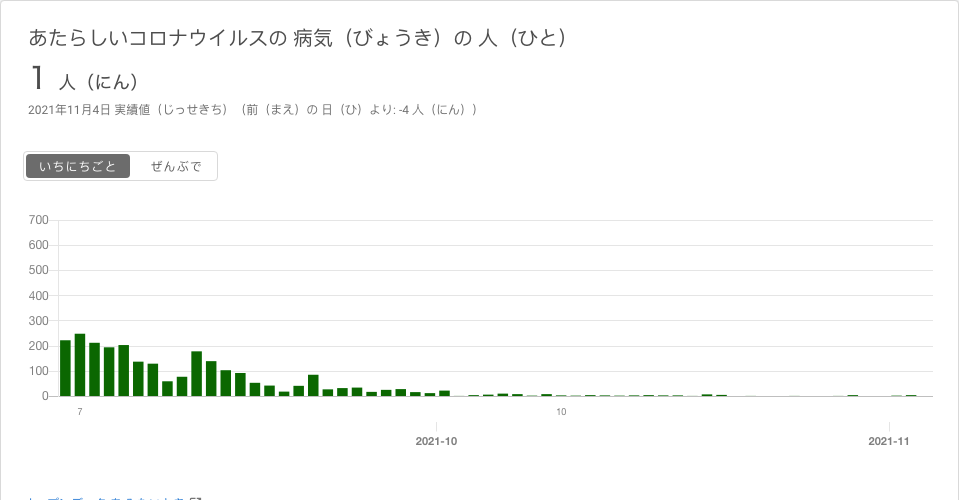 あたらしいコロナウイルスの 病気（びょうき）の 人（ひと）
1 人（にん）
2021年11月4日 実績値（じっせきち）（前（まえ）の 日（ひ）より: -4 人（にん））
いちにちごと ぜんぶで
700
600
500
400
300
200
100
0
7 10
2021-10 2021-11